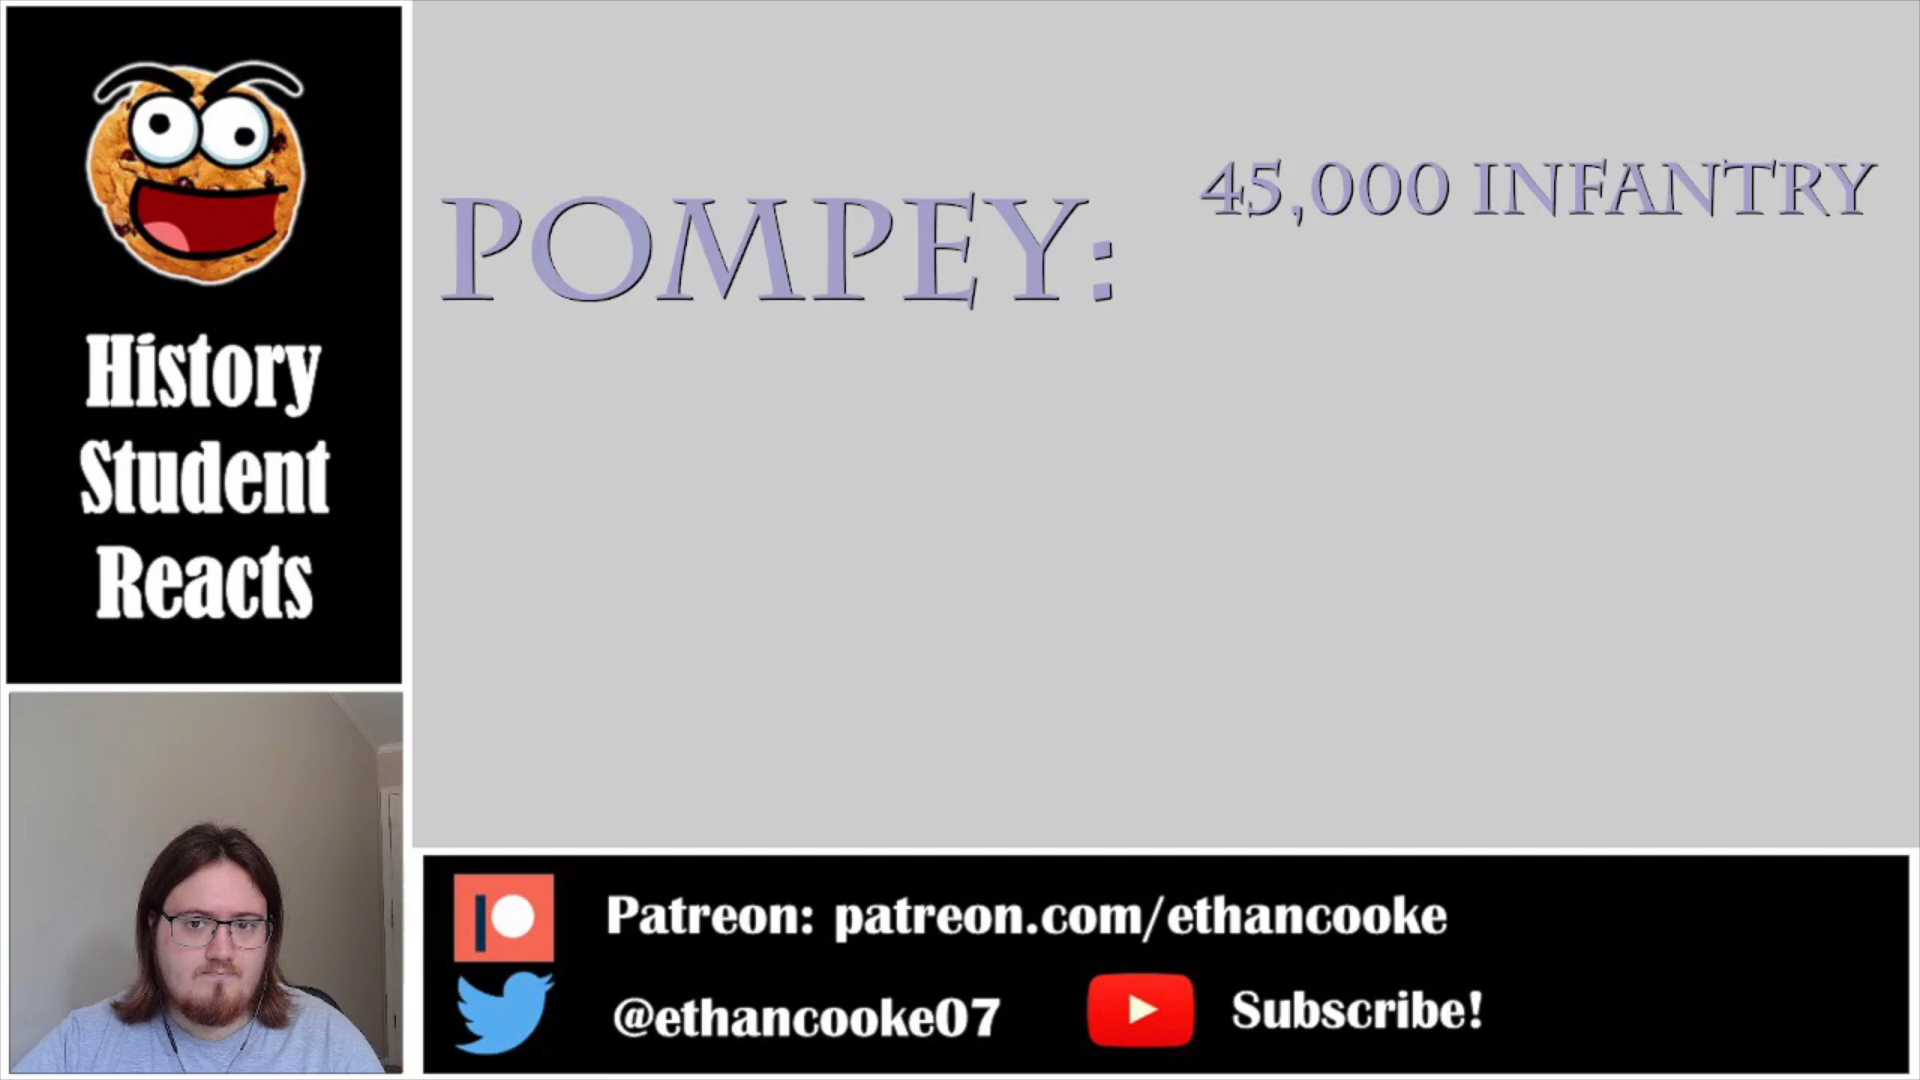 History
Student
Reacts
POMPEY:
45,000 INFANTRY
Patreon: patreon.com/ethancooke
@ethancooke07
Subscribe!